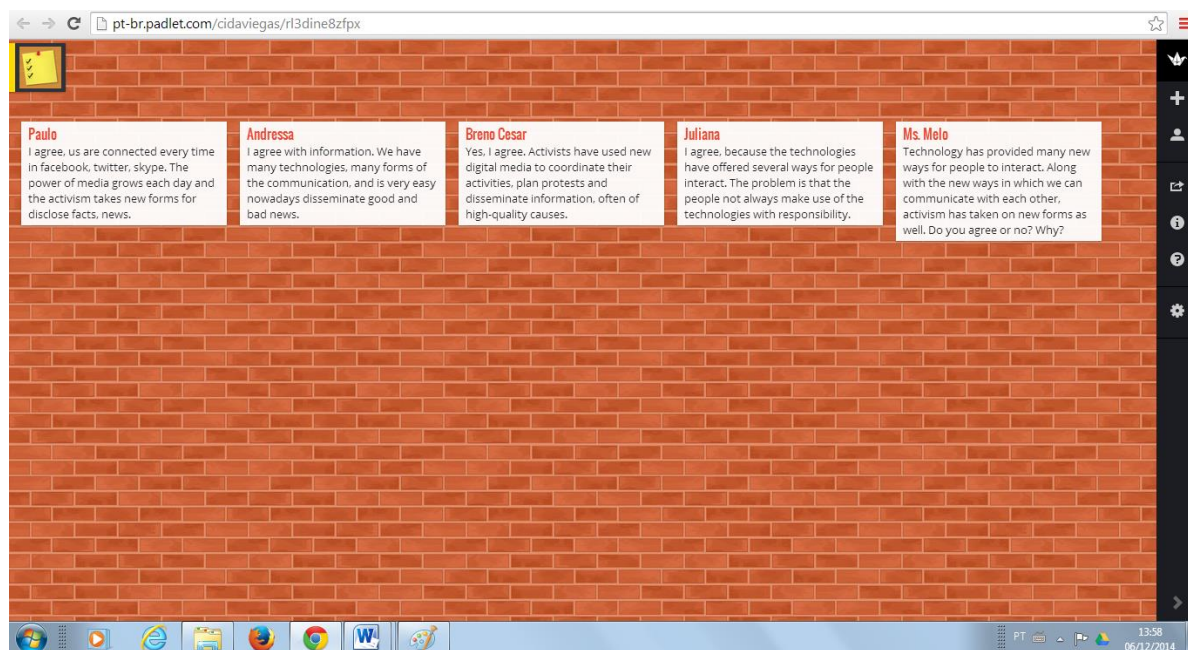 pt-br.padlet.com/cidaviegas/rl3dine8zfpx
Paulo
I agree, us are connected every time
in facebook, twitter, skype. The
power of media grows each day and
the activism takes new forms for
disclose facts, news.
Andressa
I agree with information. We have
many technologies, many forms of
the communication, and is very easy
nowadays disseminate good and
bad news.
Breno Cesar
Yes, I agree. Activists have used new
digital media to coordinate their
activities, plan protests and
disseminate information, often of
high-quality causes.
Juliana
I agree, because the technologies
have offered several ways for people
interact. The problem is that the
people not always make use of the
technologies with responsibility.
Ms. Melo
Technology has provided many new
ways for people to interact. Along
with the new ways in which we can
communicate with each other,
activism has taken on new forms as
well. Do you agree or no? Why?
PT
13:58
06/12/2014